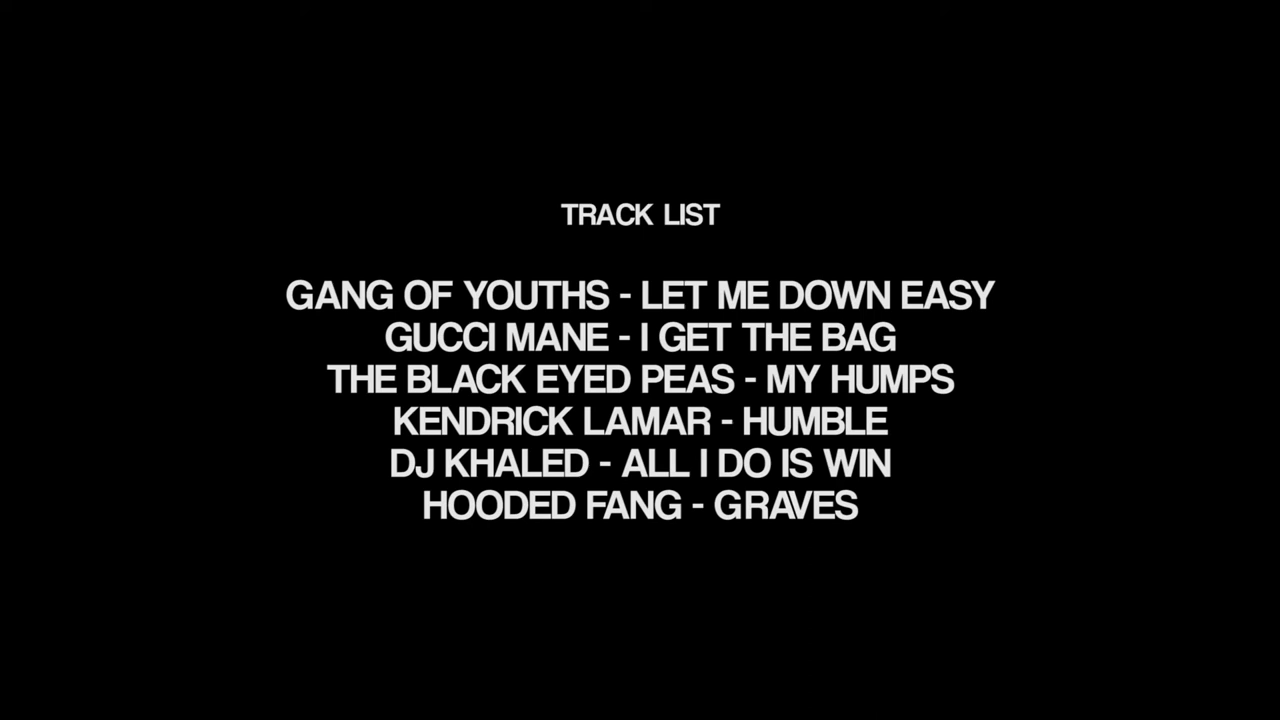 TRACK LIST
GANG OF YOUTHS - LET ME DOWN EASY
GUCCI MANE - I GET THE BAG
THE BLACK EYED PEAS - MY HUMPS
KENDRICK LAMAR - HUMBLE
DJ KHALED - ALL I DO IS WIN
HOODED FANG - GRAVES